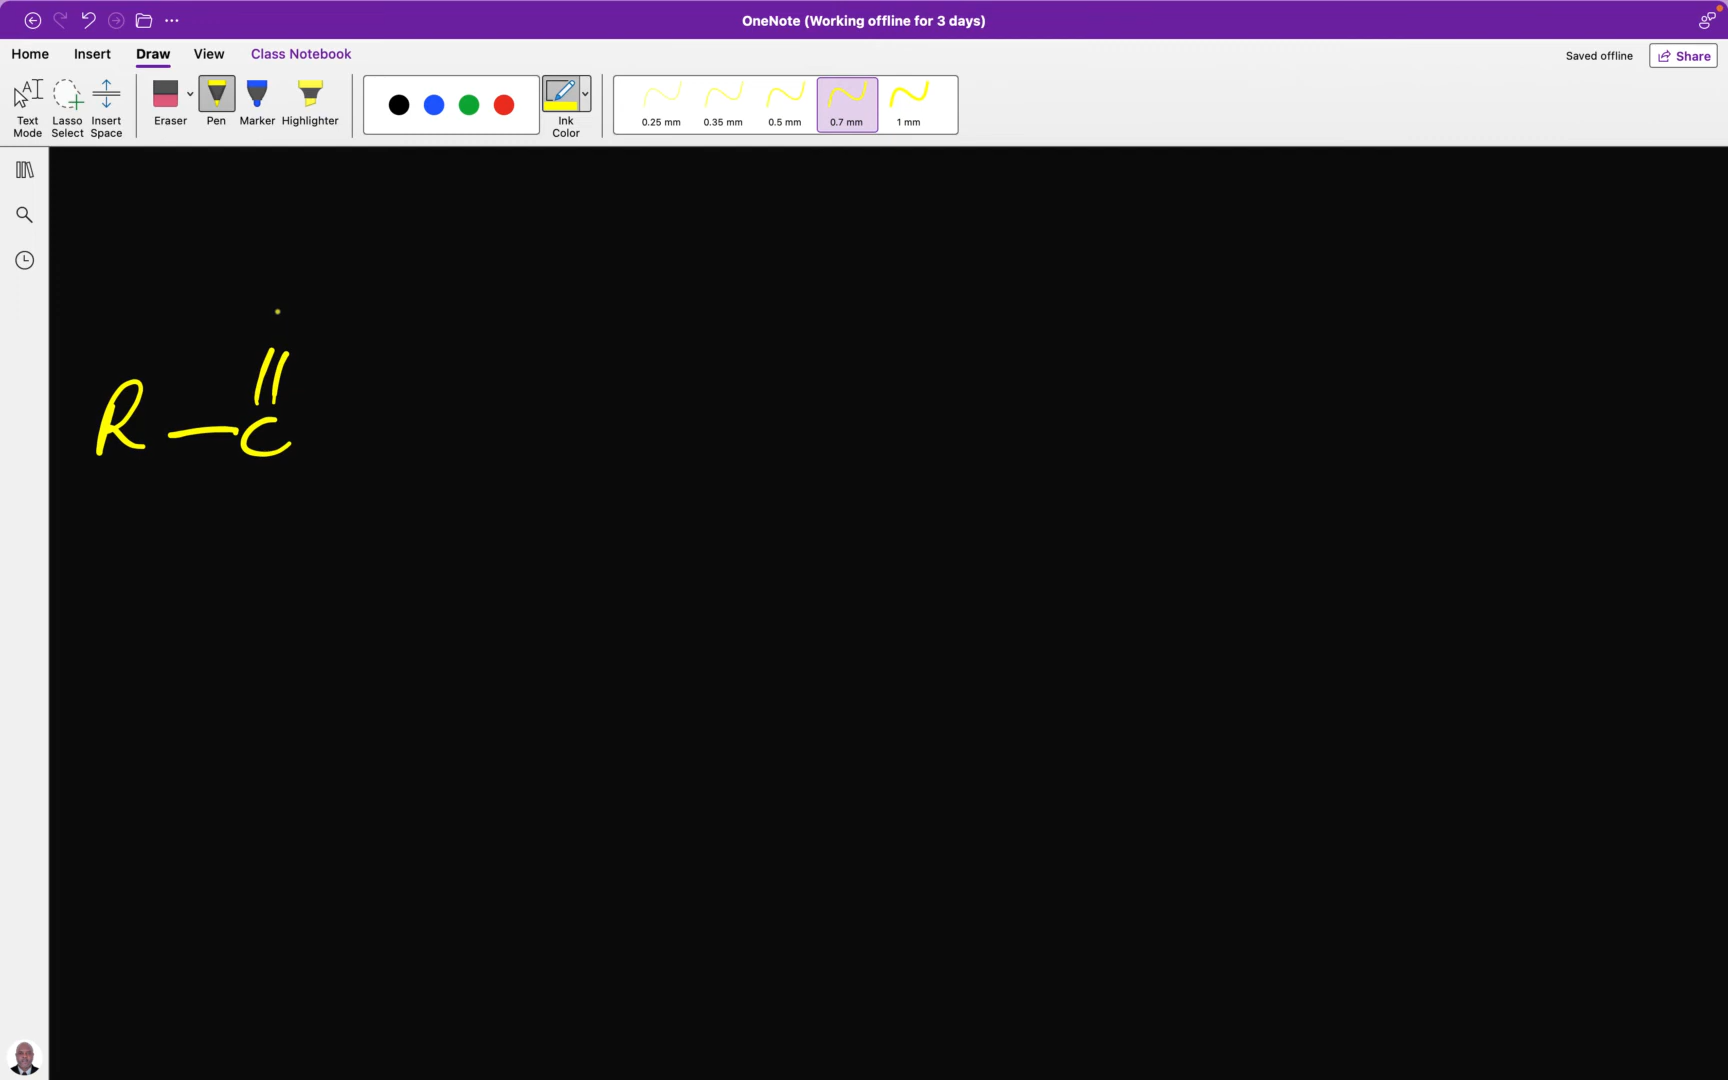 OneNote (Working offline for 3 days)
Home Insert Draw View Class Notebook
Saved offline Share
Text Mode
Lasso Select
Insert Space
Eraser
Pen
Marker
Highlighter
Ink Color
0.25 mm
0.35 mm
0.5 mm
0.7 mm
1 mm
R — C